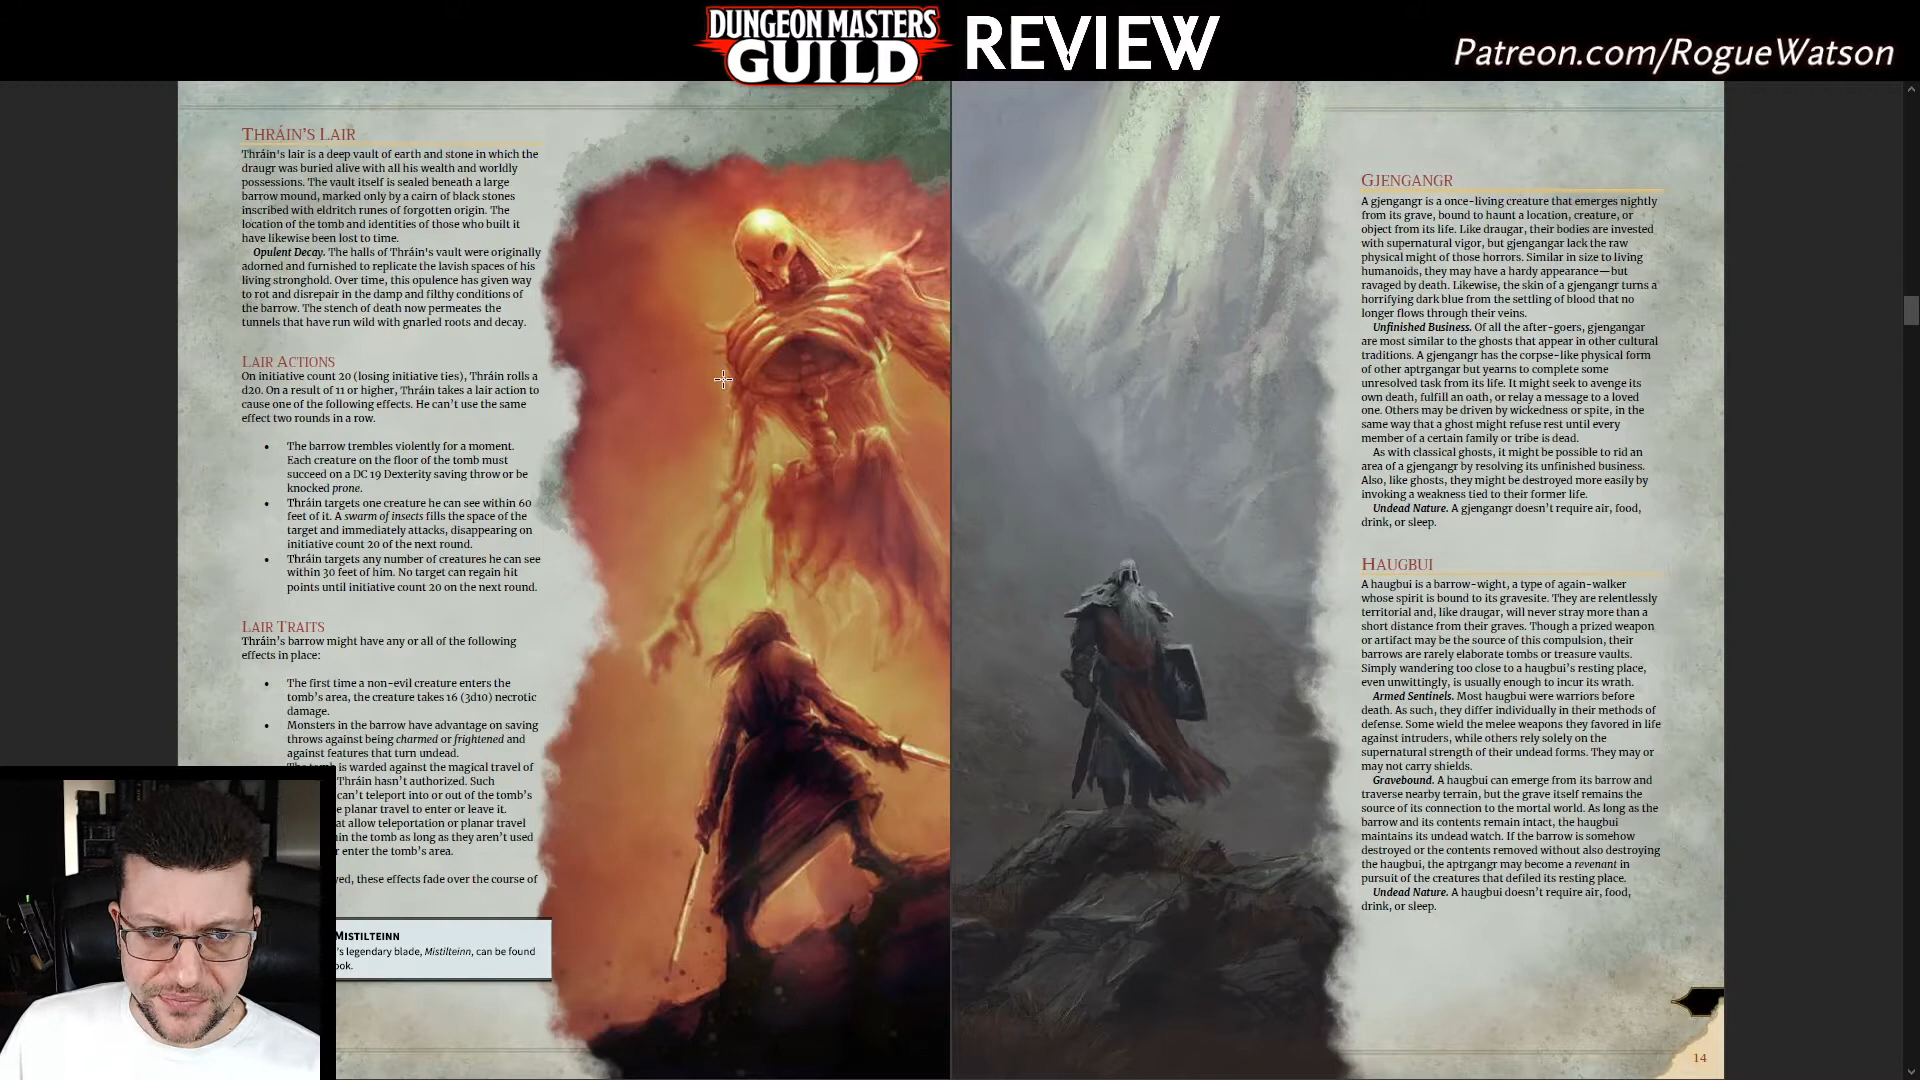 DUNGEON MASTERS
GUILD
REVIEW
Patreon.com/RogueWatson
THRÁIN'S LAIR
Thráin's lair is a deep vault of earth and stone in which the
draugr was buried alive with all his wealth and worldly
possessions. The vault itself is sealed beneath a large
barrow mound, marked only by a cairn of black stones
inscribed with eldritch runes of forgotten origin. The
location of the tomb and identities of those who built it
have likewise been lost to time.
Opulent Decay. The halls of Thráin's vault were originally
adorned and furnished to replicate the lavish spaces of his
living stronghold. Over time, this opulence has given way
to rot and disrepair in the damp and filthy conditions of
the barrow. The stench of death now permeates the
tunnels that have run wild with gnarled roots and decay.
LAIR ACTIONS
On initiative count 20 (losing initiative ties), Thráin rolls a
d20. On a result of 11 or higher, Thráin takes a lair action to
cause one of the following effects. He can't use the same
effect two rounds in a row.
• The barrow trembles violently for a moment.
Each creature on the floor of the tomb must
succeed on a DC 19 Dexterity saving throw or be
knocked prone.
• Thráin targets one creature he can see within 60
feet of it. A swarm of insects fills the space of the
target and immediately attacks, disappearing on
initiative count 20 of the next round.
• Thráin targets any number of creatures he can see
within 30 feet of him. No target can regain hit
points until initiative count 20 on the next round.
LAIR TRAITS
Thráin's barrow might have any or all of the following
effects in place:
• The first time a non-evil creature enters the
tomb's area, the creature takes 16 (3d10) necrotic
damage.
• Monsters in the barrow have advantage on saving
throws against being charmed or frightened and
against features that turn undead.
is warded against the magical travel of
Thráin hasn't authorized. Such
can't teleport into or out of the tomb's
planar travel to enter or leave it.
allow teleportation or planar travel
the tomb as long as they aren't used
enter the tomb's area.
these effects fade over the course of
MISTILTEINN
's legendary blade, Mistilteinn, can be found
GJENGANGR
A gjengangr is a once-living creature that emerges nightly
from its grave, bound to haunt a location, creature, or
object from its life. Like draugar, their bodies are invested
with supernatural vigor, but gjengangar lack the raw
physical might of those horrors. Similar in size to living
humanoids, they may have a hardy appearance—but
ravaged by death. Likewise, the skin of a gjengangr turns a
horrifying dark blue from the settling of blood that no
longer flows through their veins.
Unfinished Business. Of all the after-goers, gjengangar
are most similar to the ghosts that appear in other cultural
traditions. A gjengangr has the corpse-like physical form
of other aptrgangar but yearns to complete some
unresolved task from its life. It might seek to avenge its
own death, fulfill an oath, or relay a message to a loved
one. Others may be driven by wickedness or spite, in the
same way that a ghost might refuse rest until every
member of a certain family or tribe is dead.
As with classical ghosts, it might be possible to rid an
area of a gjengangr by resolving its unfinished business.
Also, like ghosts, they might be destroyed more easily by
invoking a weakness tied to their former life.
Undead Nature. A gjengangr doesn't require air, food,
drink, or sleep.
HAUGBUI
A haugbui is a barrow-wight, a type of again-walker
whose spirit is bound to its gravesite. They are relentlessly
territorial and, like draugar, will never stray more than a
short distance from their graves. Though a prized weapon
or artifact may be the source of this compulsion, their
barrows are rarely elaborate tombs or treasure vaults.
Simply wandering too close to a haugbui's resting place,
even unwittingly, is usually enough to incur its wrath.
Armed Sentinels. Most haugbui were warriors before
death. As such, they differ individually in their methods of
defense. Some wield the melee weapons they favored in life
against intruders, while others rely solely on the
supernatural strength of their undead forms. They may or
may not carry shields.
Gravebound. A haugbui can emerge from its barrow and
traverse nearby terrain, but the grave itself remains the
source of its connection to the mortal world. As long as the
barrow and its contents remain intact, the haugbui
maintains its undead watch. If the barrow is somehow
destroyed or the contents removed without also destroying
the haugbui, the aptrgangar may become a revenant in
pursuit of the creatures that defiled its resting place.
Undead Nature. A haugbui doesn't require air, food,
drink, or sleep.
14